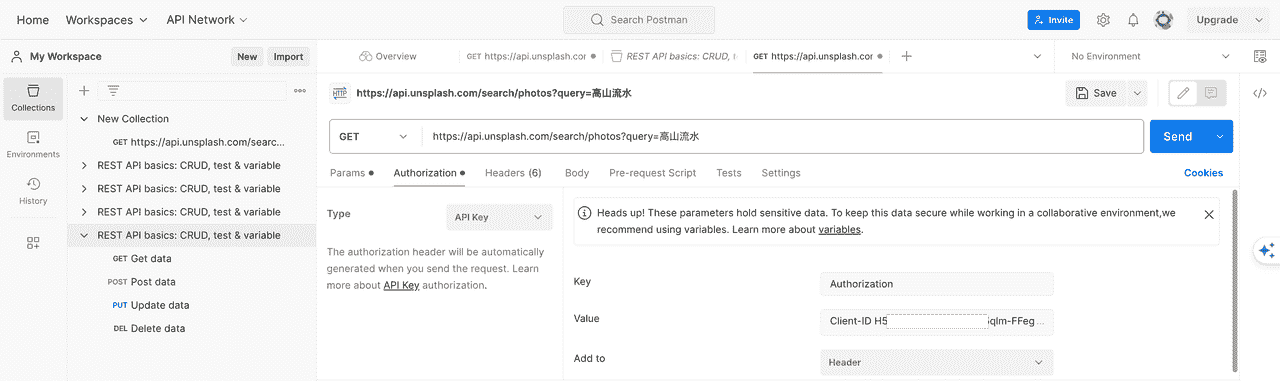 Home Workspaces API Network Search Postman Invite Upgrade
My Workspace New Import
Overview GET https://api.unsplash.cor REST API basics: CRUD, te GET https://api.unsplash.cor No Environment
Collections
Environments
History
New Collection
GET https://api.unsplash.com/searc...
REST API basics: CRUD, test & variable
REST API basics: CRUD, test & variable
REST API basics: CRUD, test & variable
REST API basics: CRUD, test & variable
GET Get data
POST Post data
PUT Update data
DEL Delete data
HTTP https://api.unsplash.com/search/photos?query=高山流水 Save
GET https://api.unsplash.com/search/photos?query=高山流水 Send
Params Authorization Headers (6) Body Pre-request Script Tests Settings Cookies
Type API Key
The authorization header will be automatically
generated when you send the request. Learn
more about API Key authorization.
Heads up! These parameters hold sensitive data. To keep this data secure while working in a collaborative environment,we
recommend using variables. Learn more about variables.
Key Authorization
Value Client-ID H5 qlm-FFeg ...
Add to Header